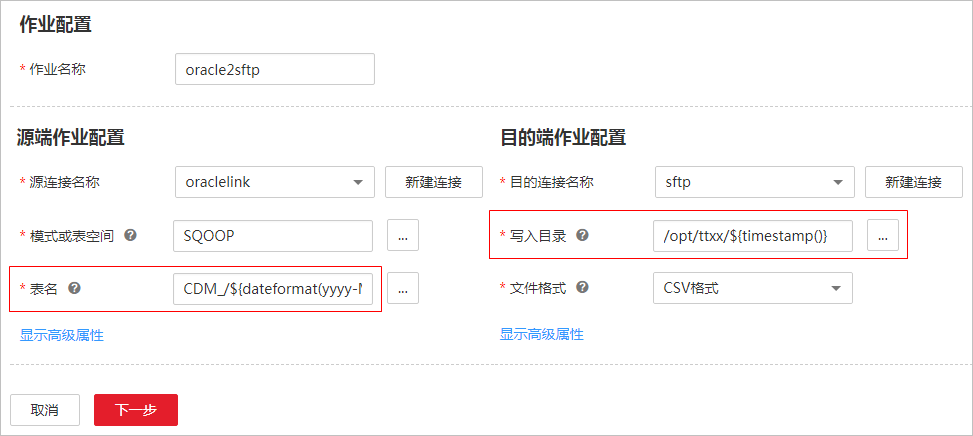 作业配置
* 作业名称 oracle2sftp
源端作业配置
* 源连接名称 oraclelink 新建连接
* 模式或表空间 ? SQOOP ...
* 表名 ? CDM_/${dateformat(yyyy-M ...
显示高级属性
目的端作业配置
* 目的连接名称 sftp 新建连接
* 写入目录 ? /opt/ttxx/${timestamp()} ...
* 文件格式 ? CSV格式
显示高级属性
取消 下一步